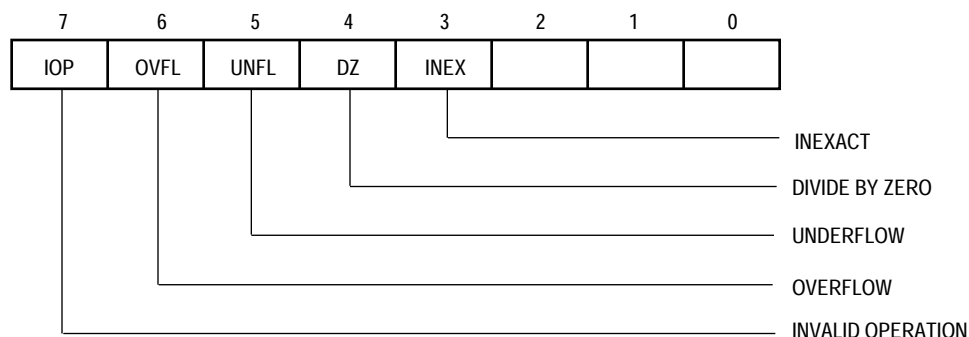 7 6 5 4 3 2 1 0
IOP OVFL UNFL DZ INEX
INEXACT
DIVIDE BY ZERO
UNDERFLOW
OVERFLOW
INVALID OPERATION